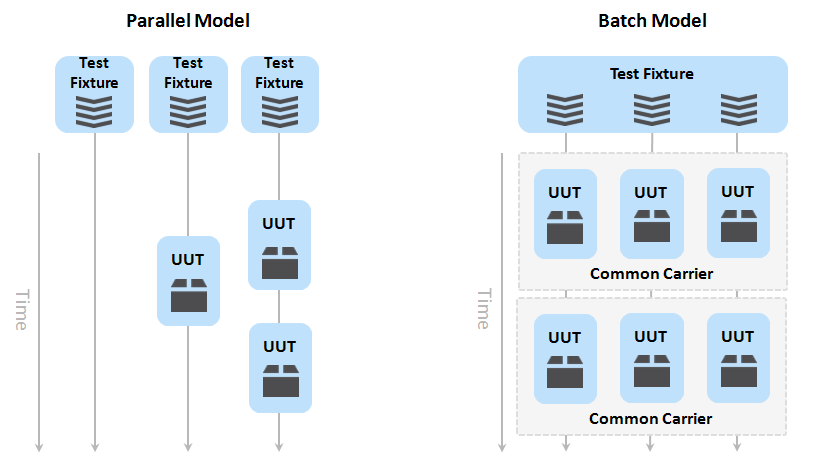 Parallel Model
Test
Fixture
Test
Fixture
Test
Fixture
Time
UUT
UUT
UUT
Batch Model
Test Fixture
Time
UUT
UUT
UUT
Common Carrier
UUT
UUT
UUT
Common Carrier